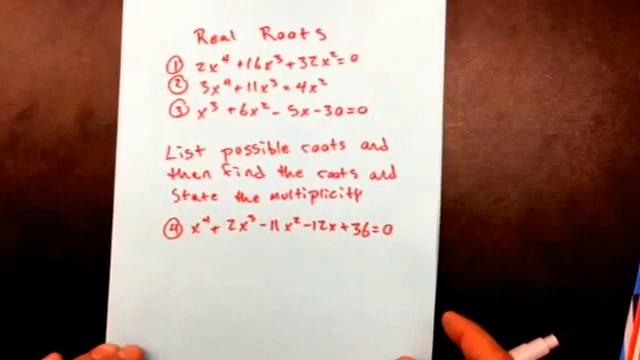 Real Roots
① 2x⁴ + 16x³ + 32x² = 0
② 3x⁴ + 11x³ = 4x²
③ x³ + 6x² - 5x - 30 = 0
List possible roots and
then find the roots and
state the multiplicity
④ x⁴ + 2x³ - 11x² - 12x + 36 = 0